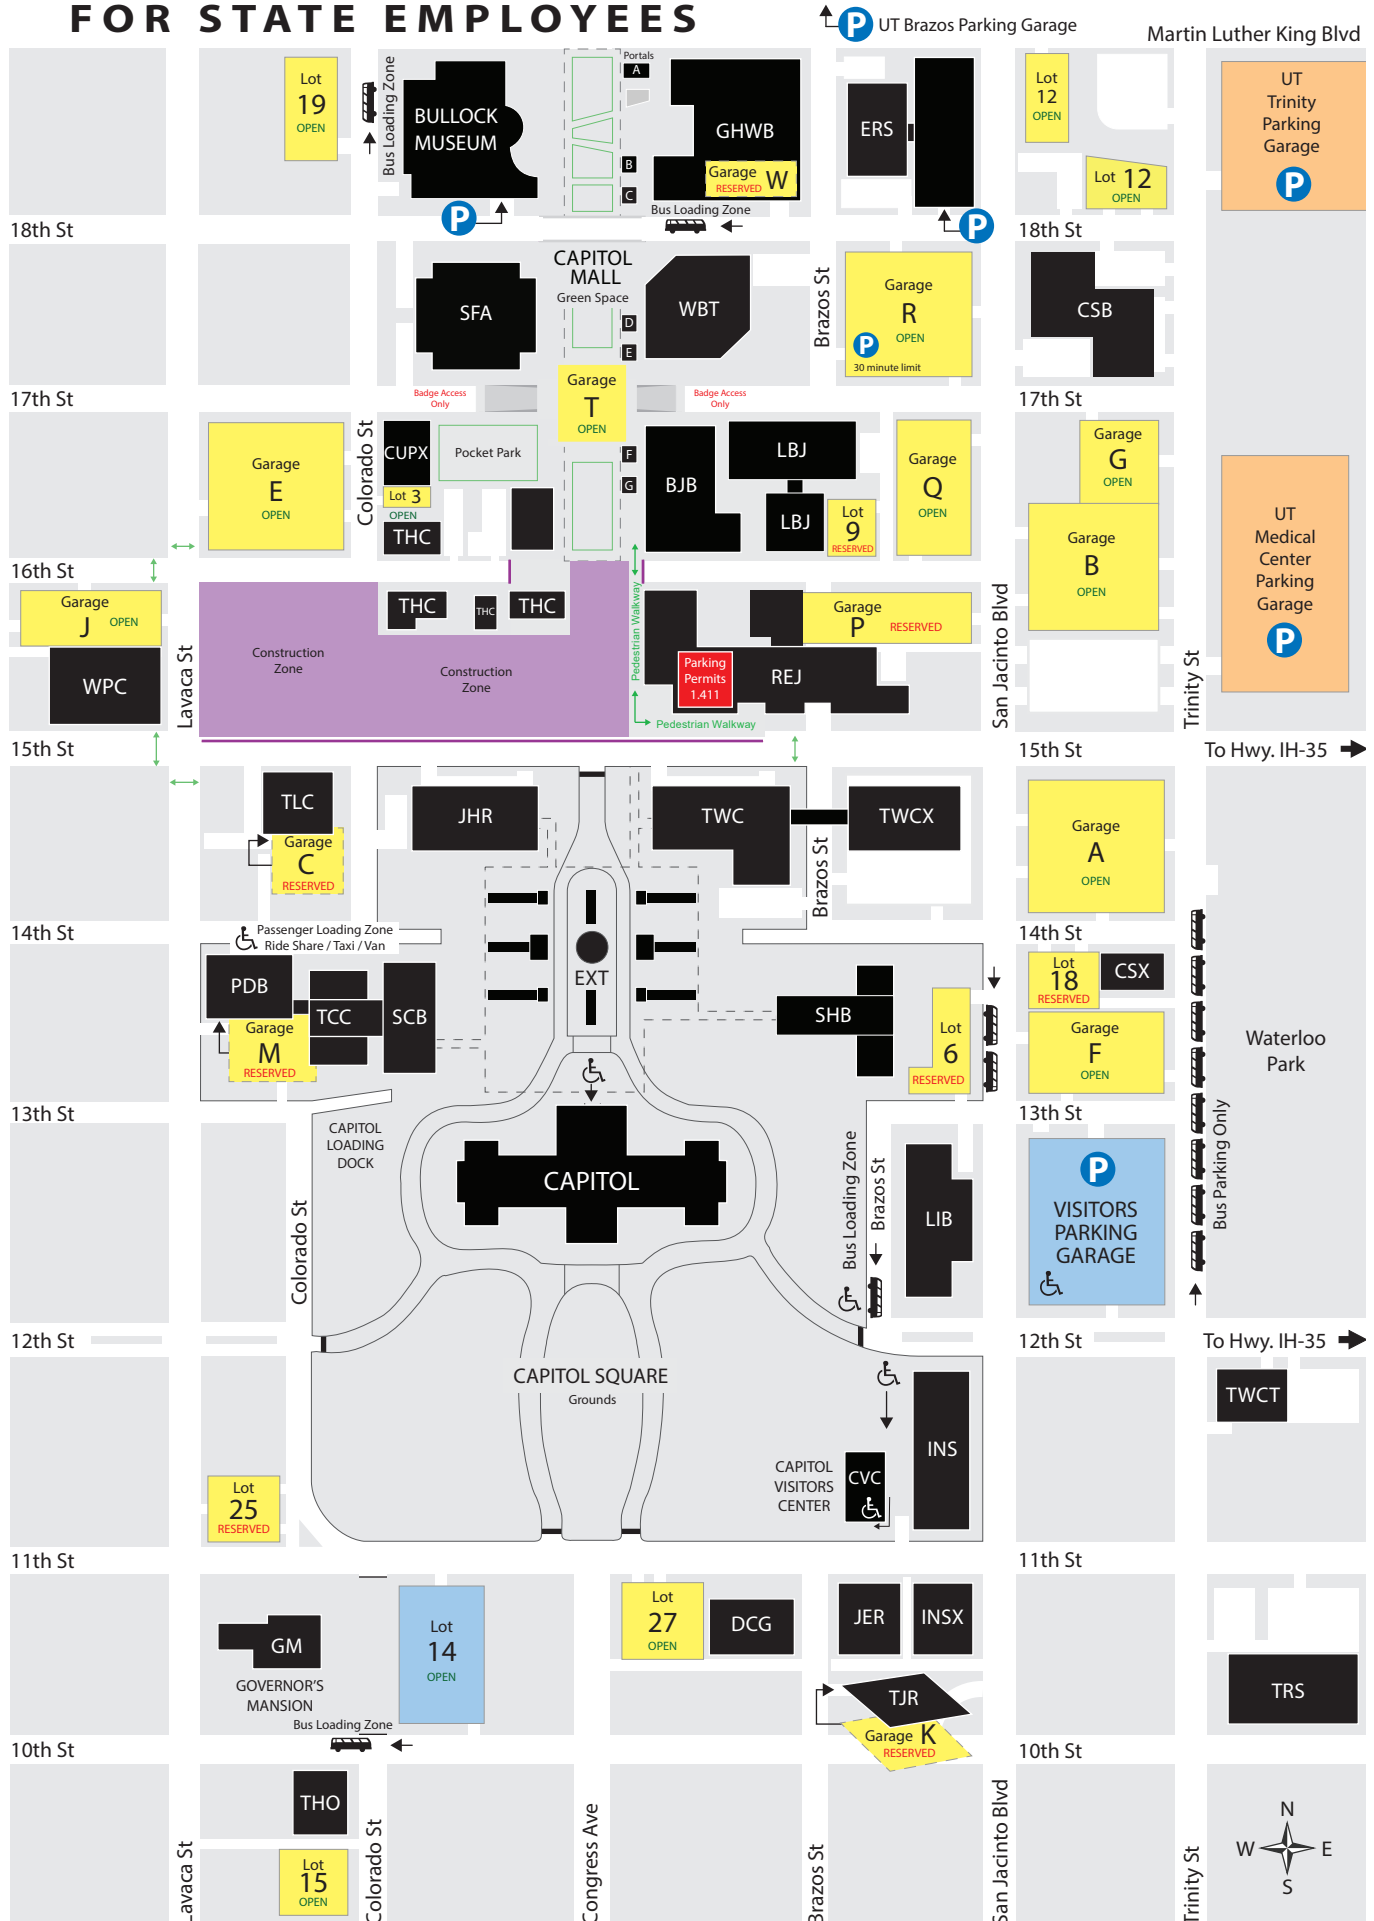 FOR STATE EMPLOYEES
P UT Brazos Parking Garage
Martin Luther King Blvd
Lot
19
OPEN
Bus Loading Zone
BULLOCK
MUSEUM
P
Portals
A
B
C
GHWB
Garage W
RESERVED
Bus Loading Zone
ERS
P
Lot
12
OPEN
Lot 12
OPEN
UT
Trinity
Parking
Garage
P
18th St
18th St
SFA
CAPITOL
MALL
Green Space
D
E
WBT
Brazos St
Garage
R
OPEN
P
30 minute limit
CSB
17th St
Badge Access
Only
Garage
T
OPEN
Badge Access
Only
17th St
Garage
E
OPEN
Colorado St
CUPX
Lot 3
OPEN
THC
Pocket Park
F
G
BJB
LBJ
LBJ
Lot
9
RESERVED
Garage
Q
OPEN
Garage
G
OPEN
Garage
B
OPEN
UT
Medical
Center
Parking
Garage
P
16th St
Garage
J OPEN
WPC
Lavaca St
Construction
Zone
THC
THC
THC
Construction
Zone
Pedestrian Walkway
Pedestrian Walkway
Parking
Permits
1.411
REJ
Garage
P RESERVED
San Jacinto Blvd
Trinity St
15th St
15th St
To Hwy. IH-35
TLC
Garage
C
RESERVED
JHR
TWC
Brazos St
TWCX
Garage
A
OPEN
14th St
Passenger Loading Zone
Ride Share / Taxi / Van
14th St
PDB
TCC
SCB
Garage
M
RESERVED
EXT
SHB
Lot
6
RESERVED
Lot
18
RESERVED
CSX
Garage
F
OPEN
Waterloo
Park
13th St
13th St
CAPITOL
LOADING
DOCK
CAPITOL
Colorado St
Bus Loading Zone
Brazos St
LIB
P
VISITORS
PARKING
GARAGE
Bus Parking Only
12th St
12th St
To Hwy. IH-35
CAPITOL SQUARE
Grounds
TWCT
INS
CAPITOL
VISITORS
CENTER
CVC
Lot
25
RESERVED
11th St
11th St
GM
GOVERNOR'S
MANSION
Lot
14
OPEN
Lot
27
OPEN
DCG
JER
INSX
TJR
Garage K
RESERVED
TRS
Bus Loading Zone
10th St
10th St
THO
Lot
15
OPEN
Lavaca St
Colorado St
Congress Ave
Brazos St
San Jacinto Blvd
Trinity St
N
W E
S